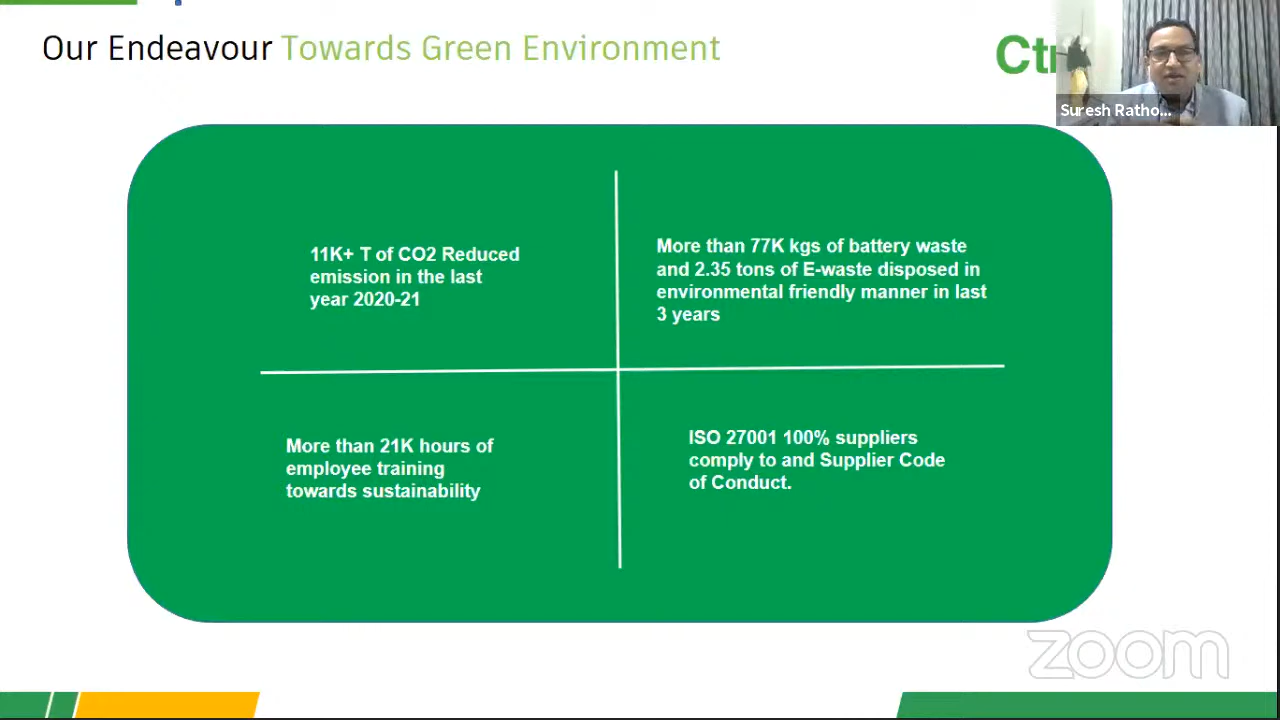 Our Endeavour Towards Green Environment
Ctr
Suresh Ratho...
11K+ T of CO2 Reduced
emission in the last
year 2020-21
More than 77K kgs of battery waste
and 2.35 tons of E-waste disposed in
environmental friendly manner in last
3 years
More than 21K hours of
employee training
towards sustainability
ISO 27001 100% suppliers
comply to and Supplier Code
of Conduct.
zoom